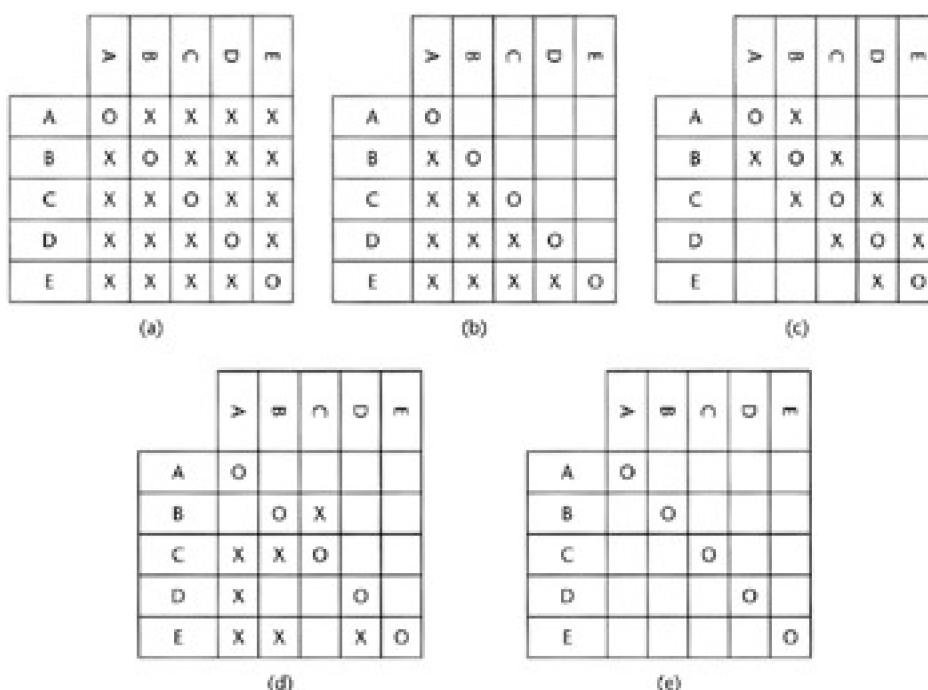 A B C D E
A O X X X X
B X O X X X
C X X O X X
D X X X O X
E X X X X O
(a)
A B C D E
A O
B X O
C X X O
D X X X O
E X X X X O
(b)
A B C D E
A O X
B X O X
C X O X
D X O X
E X O
(c)
A B C D E
A O
B O X
C X X O
D X O
E X X X O
(d)
A B C D E
A O
B O
C O
D O
E O
(e)